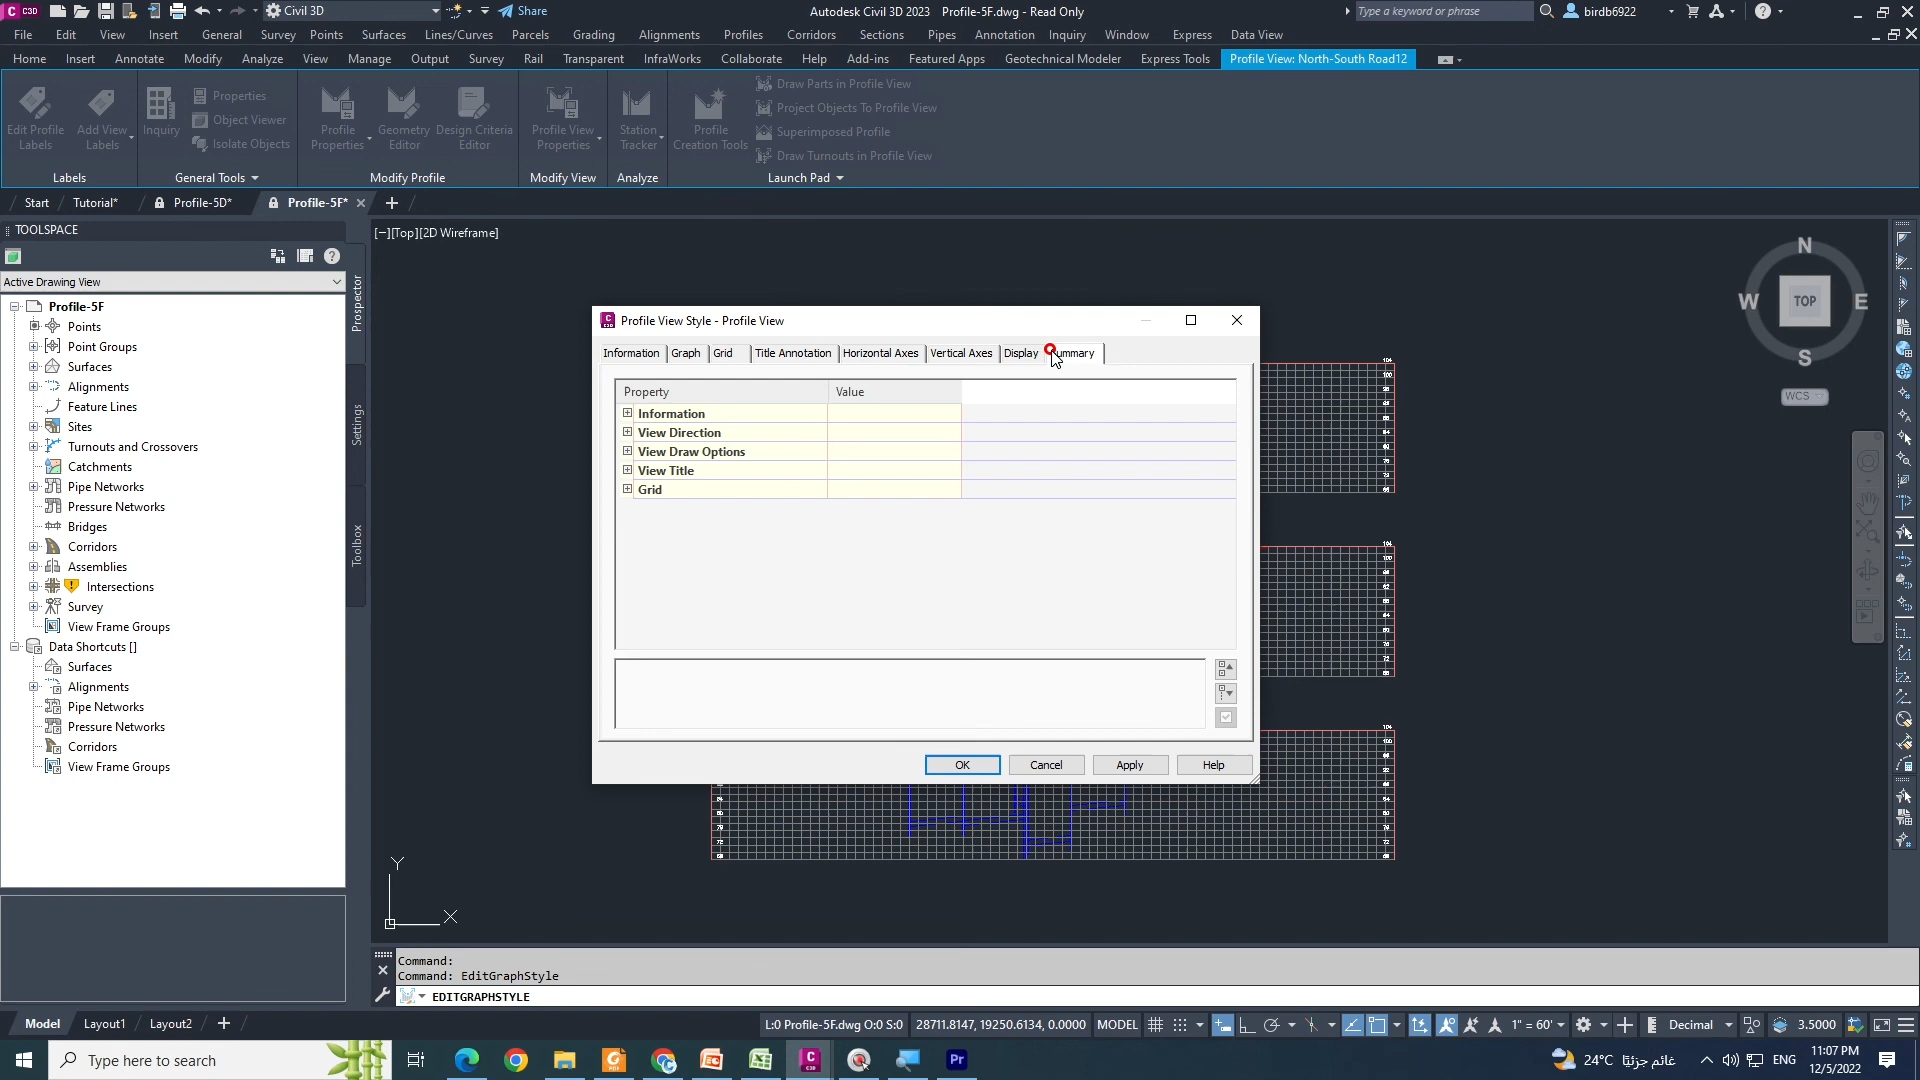 C3D Civil 3D Share Autodesk Civil 3D 2023 Profile-5F.dwg - Read Only Type a keyword or phrase birdb6922
File Edit View Insert General Survey Points Surfaces Lines/Curves Parcels Grading Alignments Profiles Corridors Sections Pipes Annotation Inquiry Window Express Data View
Home Insert Annotate Modify Analyze View Manage Output Survey Rail Transparent InfraWorks Collaborate Help Add-ins Featured Apps Geotechnical Modeler Express Tools Profile View: North-South Road12
Edit Profile Labels
Add View Labels
Inquiry
Properties
Object Viewer
Isolate Objects
Profile Properties
Geometry Editor
Design Criteria Editor
Profile View Properties
Station Tracker
Profile Creation Tools
Draw Parts in Profile View
Project Objects To Profile View
Superimposed Profile
Draw Turnouts in Profile View
Labels General Tools Modify Profile Modify View Analyze Launch Pad
Start Tutorial* Profile-5D* Profile-5F*
TOOLSPACE
Active Drawing View
Profile-5F
Points
Point Groups
Surfaces
Alignments
Feature Lines
Sites
Turnouts and Crossovers
Catchments
Pipe Networks
Pressure Networks
Bridges
Corridors
Assemblies
Intersections
Survey
View Frame Groups
Data Shortcuts []
Surfaces
Alignments
Pipe Networks
Pressure Networks
Corridors
View Frame Groups
Prospector
Settings
Toolbox
[−][Top][2D Wireframe]
N
W TOP E
S
WCS
Profile View Style - Profile View
Information Graph Grid Title Annotation Horizontal Axes Vertical Axes Display Summary
Property Value
Information
View Direction
View Draw Options
View Title
Grid
OK Cancel Apply Help
Y
X
Command:
Command: EditGraphStyle
EDITGRAPHSTYLE
Model Layout1 Layout2 L:0 Profile-5F.dwg O:0 S:0 28711.8147, 19250.6134, 0.0000 MODEL 1" = 60' Decimal 3.5000
Type here to search 24°C غائم جزئيًا ENG 11:07 PM
12/5/2022